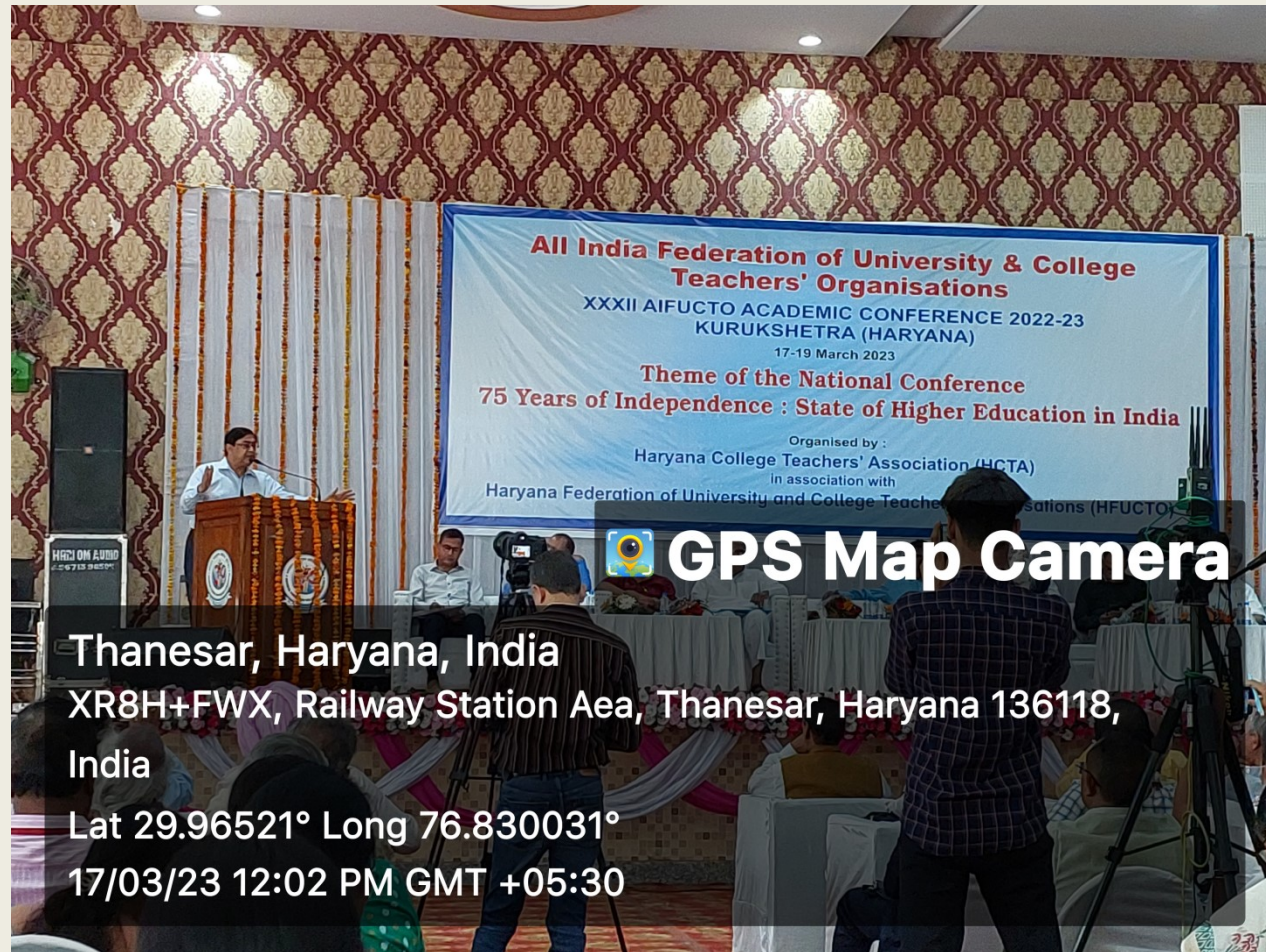 All India Federation of University & College
Teachers' Organisations
XXXII AIFUCTO ACADEMIC CONFERENCE 2022-23
KURUKSHETRA (HARYANA)
17-19 March 2023
Theme of the National Conference
75 Years of Independence : State of Higher Education in India
Organised by :
Haryana College Teachers' Association (HCTA)
in association with
Haryana Federation of University and College (HFUCTO)
HARI OM AUDIO
GPS Map Camera
Thanesar, Haryana, India
XR8H+FWX, Railway Station Aea, Thanesar, Haryana 136118,
India
Lat 29.96521° Long 76.830031°
17/03/23 12:02 PM GMT +05:30